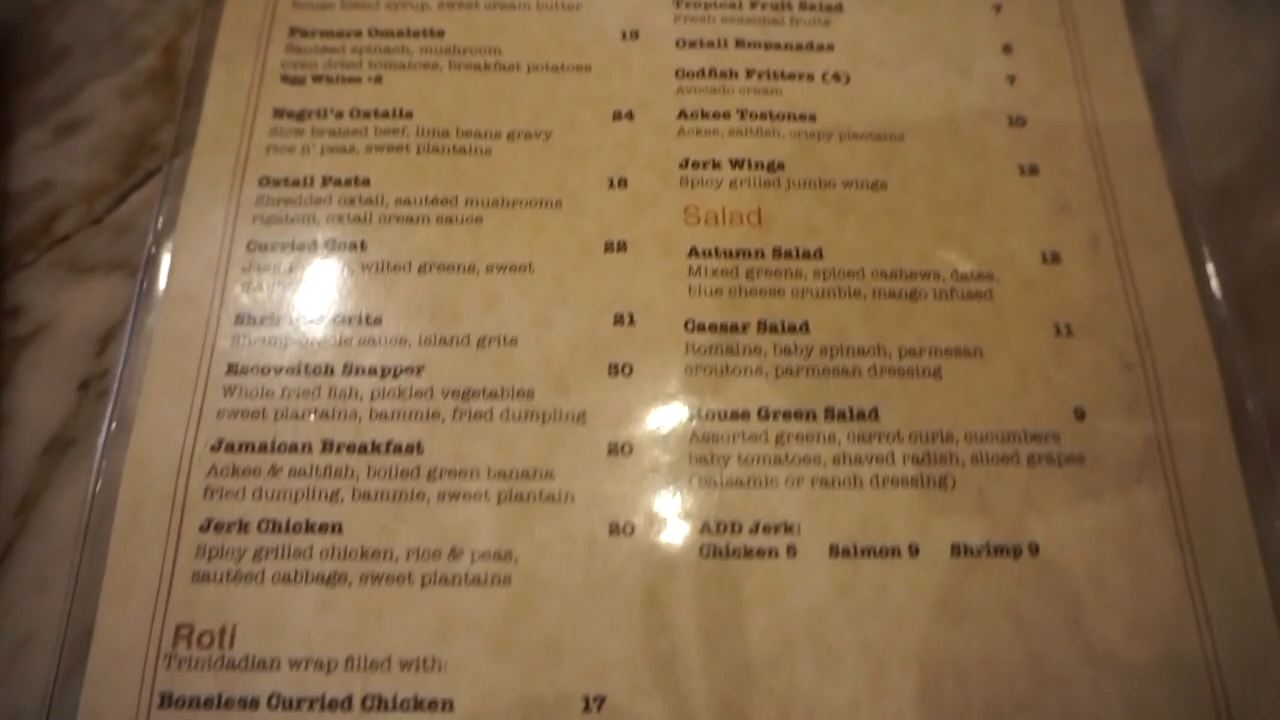 sweet cream butter
Farmers Omelette 15
Sautéed spinach, mushroom
oven dried tomatoes, breakfast potatoes
Egg Whites +2
Negril's Oxtails 24
Slow braised beef, lima beans gravy
rice n' peas, sweet plantains
Oxtail Pasta 18
Shredded oxtail, sautéed mushrooms
rigatoni, oxtail cream sauce
Curried Goat 22
wilted greens, sweet
Grits 21
sauce, island grits
Escoveitch Snapper 30
Whole fried fish, pickled vegetables
sweet plantains, bammie, fried dumpling
Jamaican Breakfast 20
Ackee & saltfish, boiled green banana
fried dumpling, bammie, sweet plantain
Jerk Chicken 20
Spicy grilled chicken, rice & peas,
sautéed cabbage, sweet plantains
Roti
Trinidadian wrap filled with:
Boneless Curried Chicken 17
Tropical Fruit Salad 7
Fresh seasonal fruits
Oxtail Empanadas 6
Codfish Fritters (4) 7
Avocado cream
Ackee Tostones 10
Ackee, saltfish, crispy plantains
Jerk Wings 12
Spicy grilled jumbo wings
Salad
Autumn Salad 12
Mixed greens, spiced cashews, dates,
blue cheese crumble, mango infused
Caesar Salad 11
Romaine, baby spinach, parmesan
croutons, parmesan dressing
House Green Salad 9
Assorted greens, carrot curls, cucumbers
baby tomatoes, shaved radish, sliced grapes
(balsamic or ranch dressing)
ADD Jerk:
Chicken 5 Salmon 9 Shrimp 9